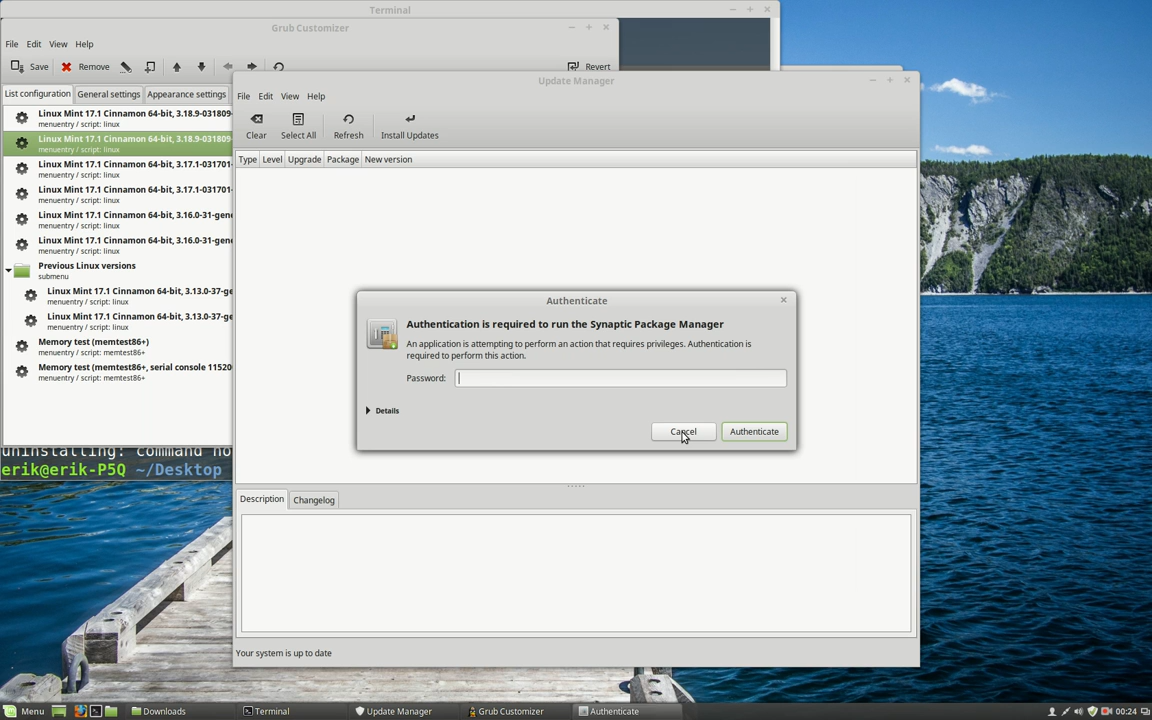 Terminal
Grub Customizer
File Edit View Help
Save Remove Revert
List configuration General settings Appearance settings
Linux Mint 17.1 Cinnamon 64-bit, 3.18.9-031809
menuentry / script: linux
Linux Mint 17.1 Cinnamon 64-bit, 3.18.9-031809
menuentry / script: linux
Linux Mint 17.1 Cinnamon 64-bit, 3.17.1-031701
menuentry / script: linux
Linux Mint 17.1 Cinnamon 64-bit, 3.17.1-031701
menuentry / script: linux
Linux Mint 17.1 Cinnamon 64-bit, 3.16.0-31-gen
menuentry / script: linux
Linux Mint 17.1 Cinnamon 64-bit, 3.16.0-31-gen
menuentry / script: linux
Previous Linux versions
submenu
Linux Mint 17.1 Cinnamon 64-bit, 3.13.0-37-ge
menuentry / script: linux
Linux Mint 17.1 Cinnamon 64-bit, 3.13.0-37-ge
menuentry / script: linux
Memory test (memtest86+)
menuentry / script: memtest86+
Memory test (memtest86+, serial console 11520
menuentry / script: memtest86+
uninstalling: command no
erik@erik-P5Q ~/Desktop
Update Manager
File Edit View Help
Clear Select All Refresh Install Updates
Type Level Upgrade Package New version
Authenticate
Authentication is required to run the Synaptic Package Manager
An application is attempting to perform an action that requires privileges. Authentication is
required to perform this action.
Password:
Details
Cancel Authenticate
Description Changelog
Your system is up to date
Menu Downloads Terminal Update Manager Grub Customizer Authenticate 00:24